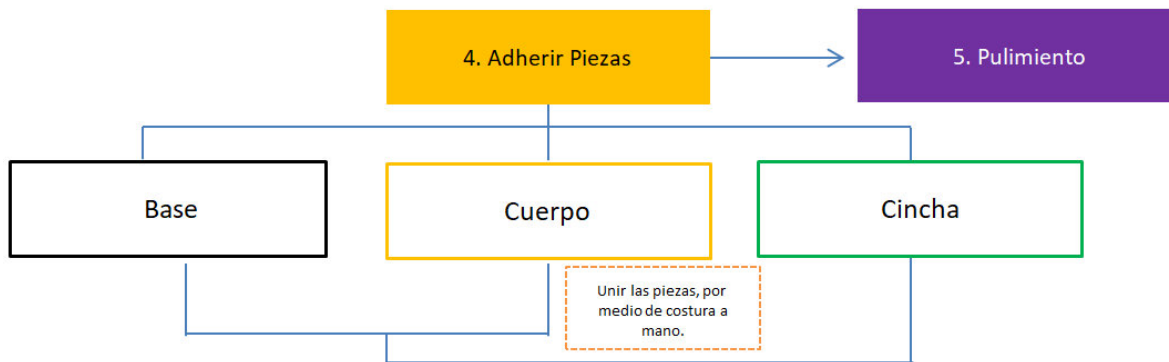 4. Adherir Piezas
5. Pulimiento
Base
Cuerpo
Cincha
Unir las piezas, por
medio de costura a
mano.